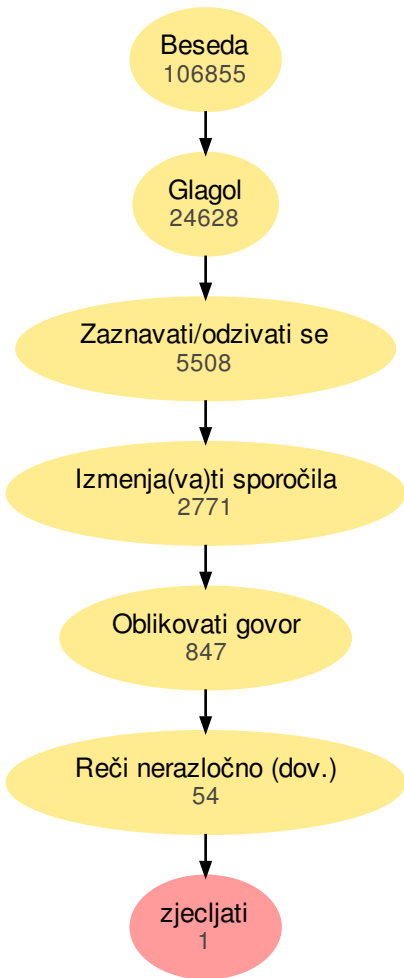 Beseda
106855
Glagol
24628
Zaznavati/odzivati se
5508
Izmenja(va)ti sporočila
2771
Oblikovati govor
847
Reči nerazločno (dov.)
54
zjecljati
1